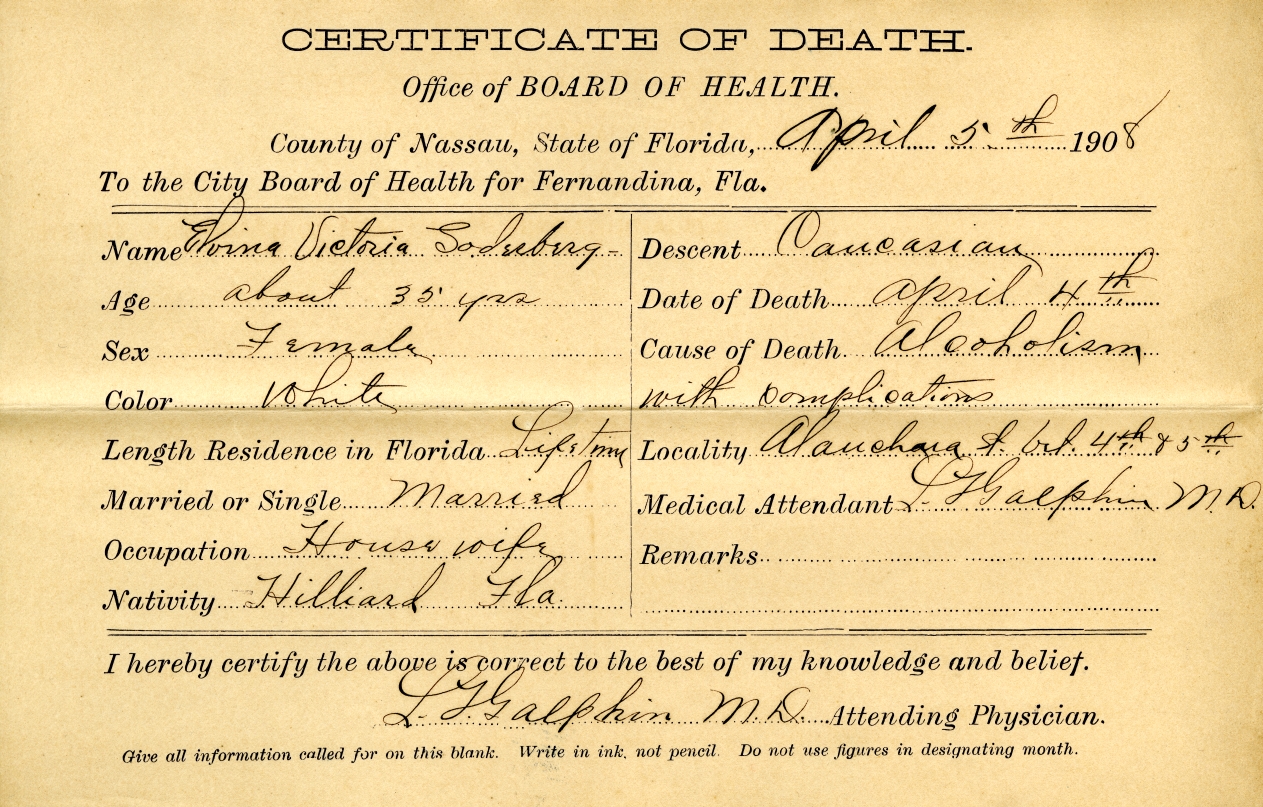 CERTIFICATE OF DEATH.
Office of BOARD OF HEALTH.
County of Nassau, State of Florida, April 5th 1908
To the City Board of Health for Fernandina, Fla.
Name Elvina Victoria Soderberg-
Age about 35 yrs
Sex Female
Color White
Length Residence in Florida Lifetime
Married or Single Married
Occupation House wife
Nativity Hilliard Fla.
Descent Caucasian
Date of Death April 4th
Cause of Death Alcoholism
with complications
Locality St. bet. 4th & 5th.
Medical Attendant L. Galphin M.D.
Remarks
I hereby certify the above is correct to the best of my knowledge and belief.
L. Galphin M.D. Attending Physician.
Give all information called for on this blank. Write in ink, not pencil. Do not use figures in designating month.